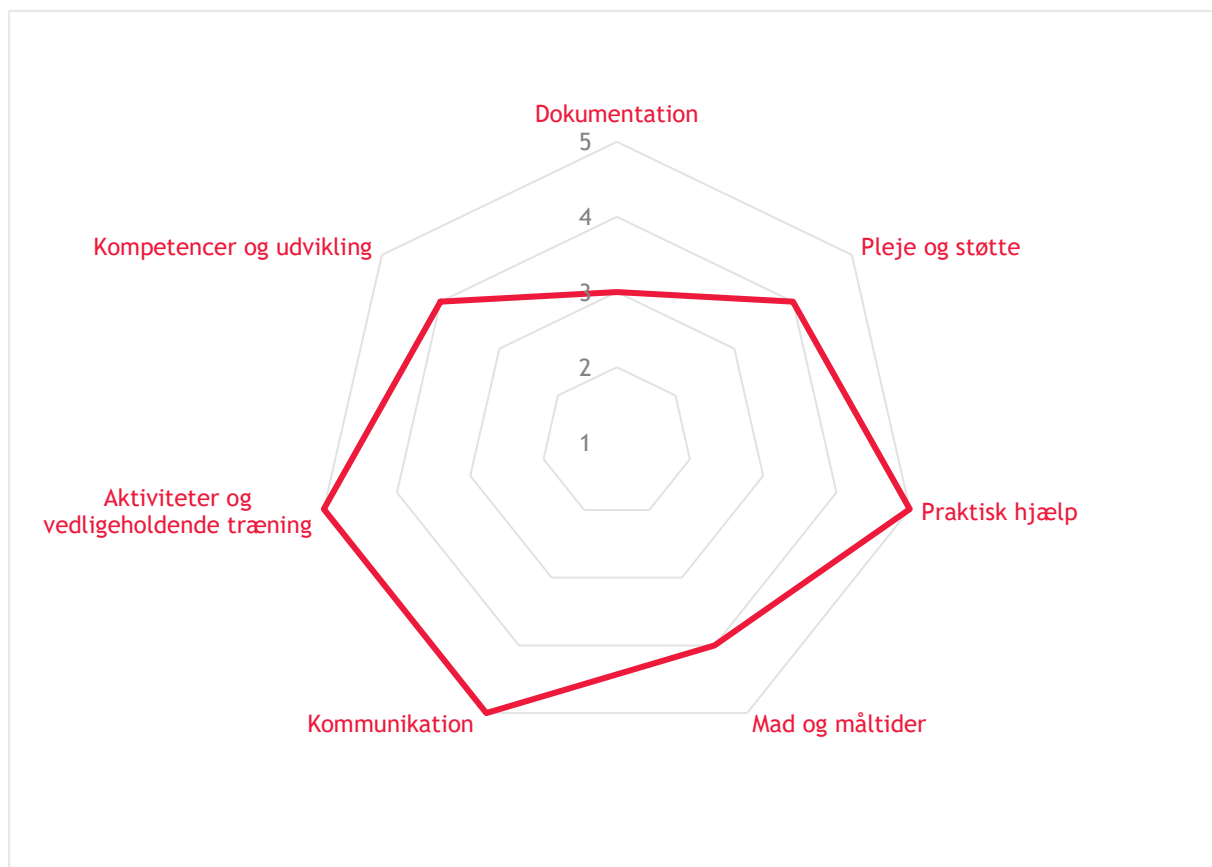 Dokumentation
5
4
Kompetencer og udvikling
Pleje og støtte
3
2
1
Aktiviteter og
vedligeholdende træning
Praktisk hjælp
Kommunikation
Mad og måltider